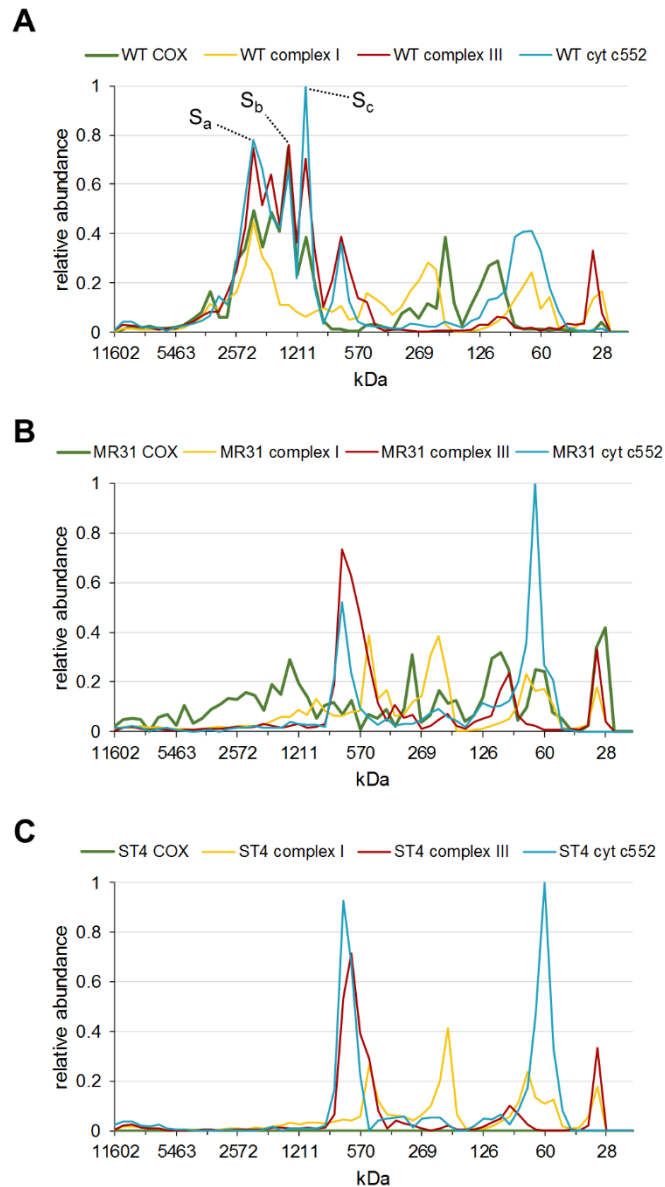 A
WT COX WT complex I WT complex III WT cyt c552
1
0.8
0.6
0.4
0.2
0
relative abundance
Sa
Sb
Sc
11602 5463 2572 1211 570 269 126 60 28
kDa
B
MR31 COX MR31 complex I MR31 complex III MR31 cyt c552
1
0.8
0.6
0.4
0.2
0
relative abundance
11602 5463 2572 1211 570 269 126 60 28
kDa
C
ST4 COX ST4 complex I ST4 complex III ST4 cyt c552
1
0.8
0.6
0.4
0.2
0
relative abundance
11602 5463 2572 1211 570 269 126 60 28
kDa